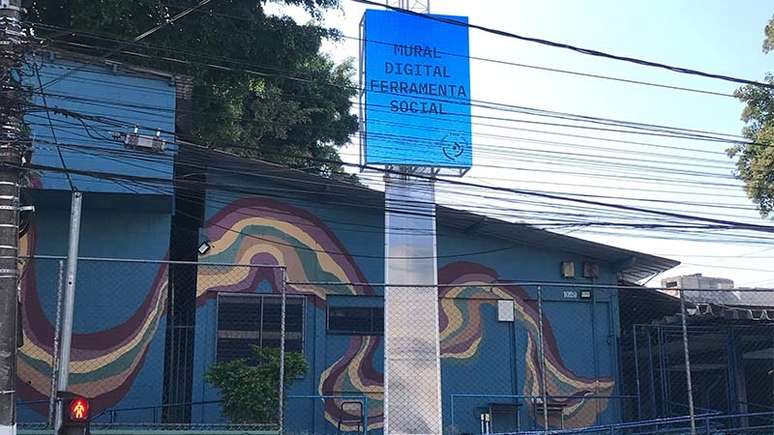 MURAL
DIGITAL
FERRAMENTA
SOCIAL